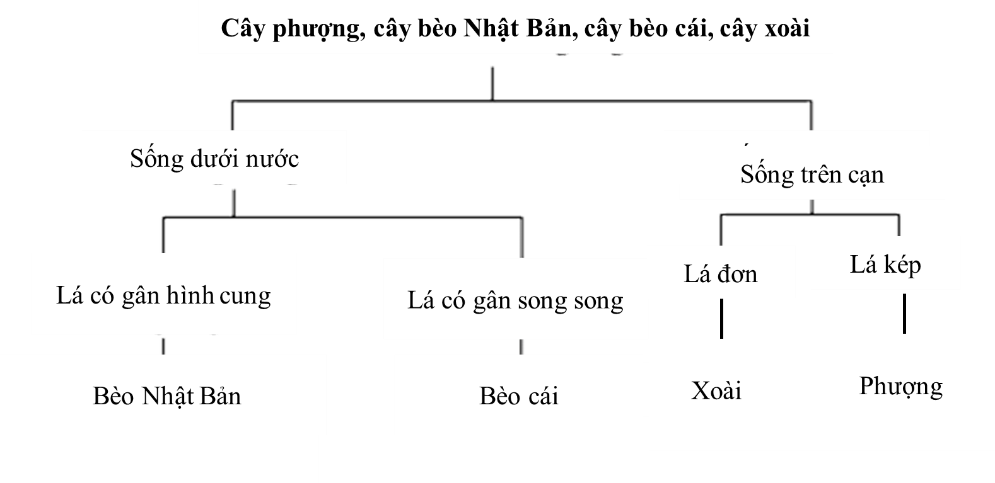 Cây phượng, cây bèo Nhật Bản, cây bèo cái, cây xoài
Sống dưới nước
Sống trên cạn
Lá có gân hình cung
Lá có gân song song
Lá đơn
Lá kép
Bèo Nhật Bản
Bèo cái
Xoài
Phượng